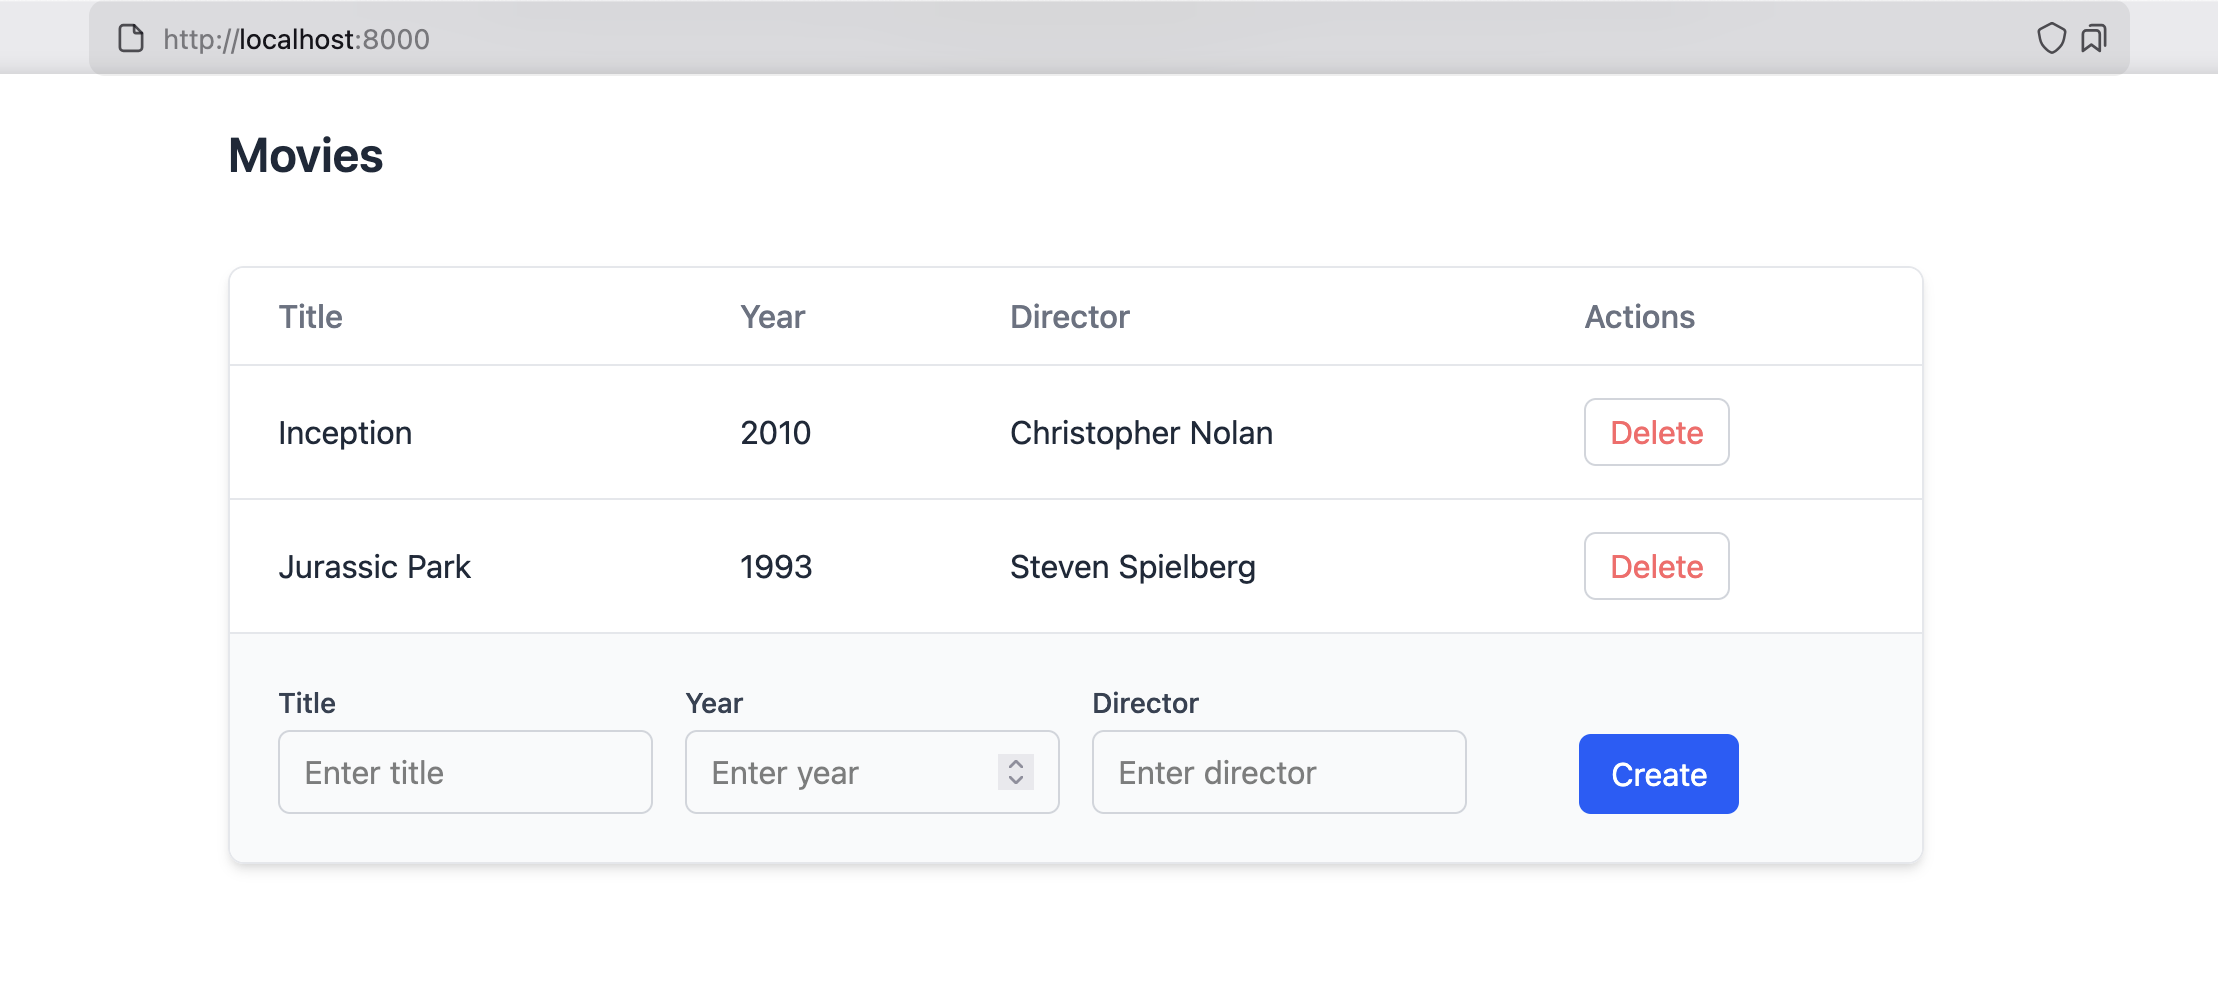 http://localhost:8000
Movies
Title Year Director Actions
Inception 2010 Christopher Nolan Delete
Jurassic Park 1993 Steven Spielberg Delete
Title Year Director
Enter title Enter year Enter director Create